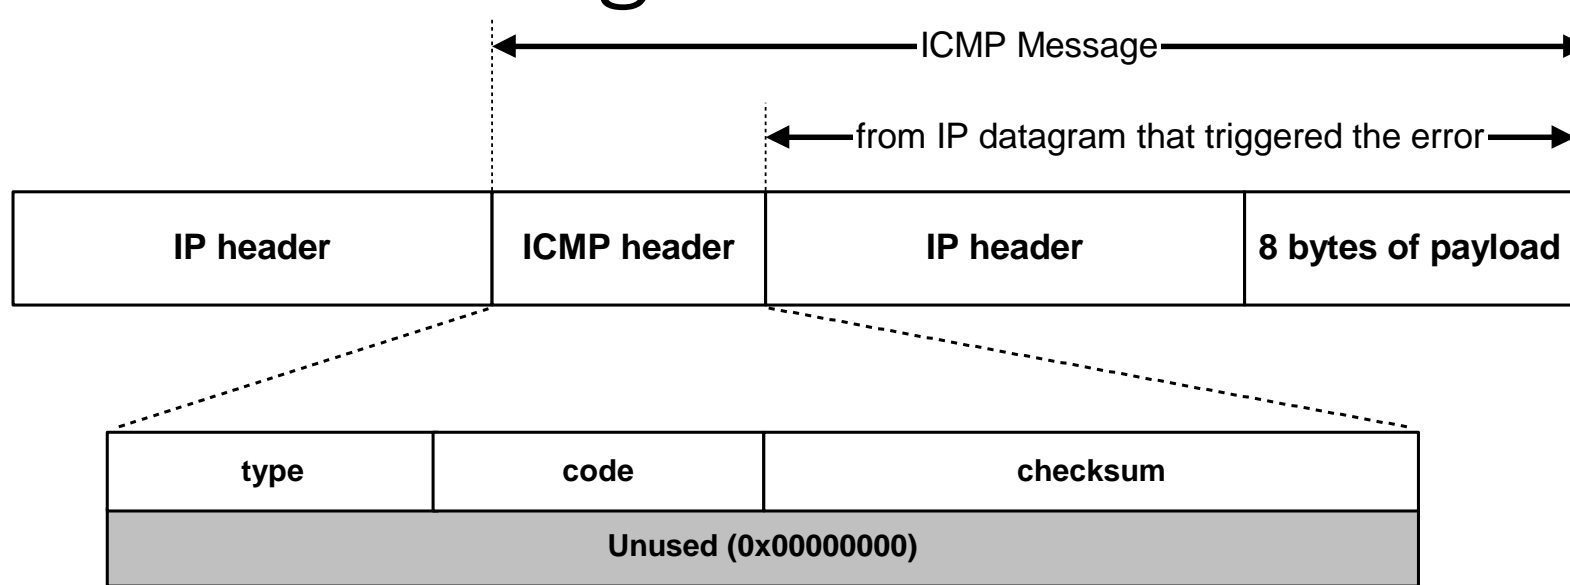 ICMP Message
from IP datagram that triggered the error
IP header ICMP header IP header 8 bytes of payload
type code checksum
Unused (0x00000000)